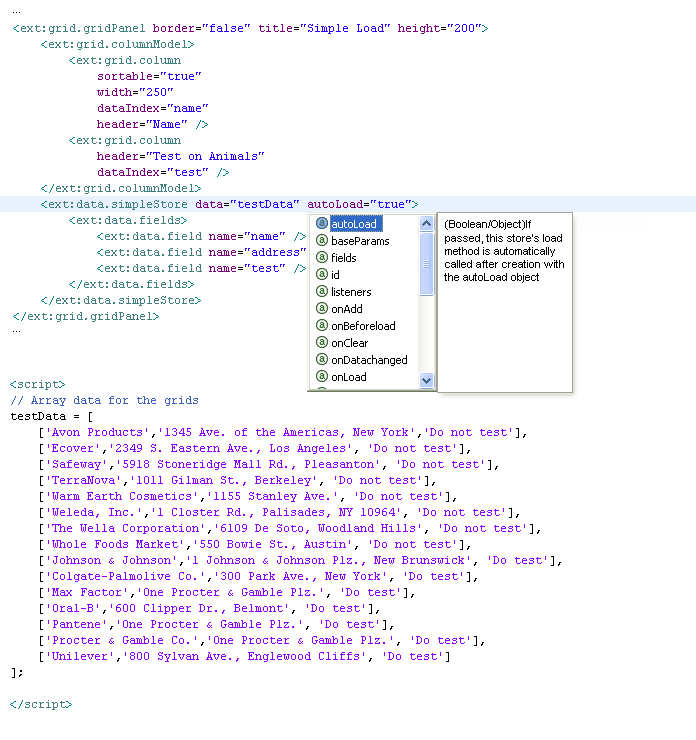 ...
<ext:grid.gridPanel border="false" title="Simple Load" height="200">
<ext:grid.columnModel>
<ext:grid.column
sortable="true"
width="250"
dataIndex="name"
header="Name" />
<ext:grid.column
header="Test on Animals"
dataIndex="test" />
</ext:grid.columnModel>
<ext:data.simpleStore data="testData" autoLoad="true">
<ext:data.fields>
<ext:data.field name="name" />
<ext:data.field name="address"
<ext:data.field name="test" />
</ext:data.fields>
</ext:data.simpleStore>
</ext:grid.gridPanel>
...
autoLoad
baseParams
fields
id
listeners
onAdd
onBeforeload
onClear
onDatachanged
onLoad
(Boolean/Object)If
passed, this store's load
method is automatically
called after creation with
the autoLoad object
<script>
// Array data for the grids
testData = [
['Avon Products','1345 Ave. of the Americas, New York','Do not test'],
['Ecover','2349 S. Eastern Ave., Los Angeles', 'Do not test'],
['Safeway','5918 Stoneridge Mall Rd., Pleasanton', 'Do not test'],
['TerraNova','1011 Gilman St., Berkeley', 'Do not test'],
['Warm Earth Cosmetics','1155 Stanley Ave.', 'Do not test'],
['Weleda, Inc.','1 Closter Rd., Palisades, NY 10964', 'Do not test'],
['The Wella Corporation','6109 De Soto, Woodland Hills', 'Do not test'],
['Whole Foods Market','550 Bowie St., Austin', 'Do not test'],
['Johnson & Johnson','1 Johnson & Johnson Plz., New Brunswick', 'Do test'],
['Colgate-Palmolive Co.','300 Park Ave., New York', 'Do test'],
['Max Factor','One Procter & Gamble Plz.', 'Do test'],
['Oral-B','600 Clipper Dr., Belmont', 'Do test'],
['Pantene','One Procter & Gamble Plz.', 'Do test'],
['Procter & Gamble Co.','One Procter & Gamble Plz.', 'Do test'],
['Unilever','800 Sylvan Ave., Englewood Cliffs', 'Do test']
];
</script>